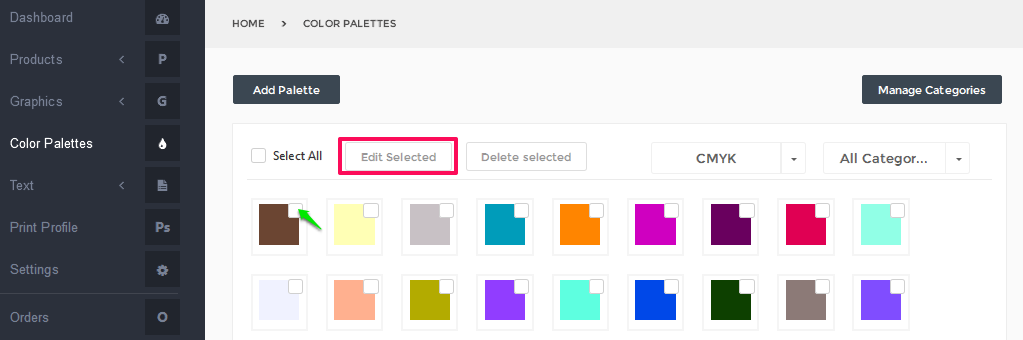 Dashboard
Products
P
Graphics
G
Color Palettes
Text
Print Profile
Ps
Settings
Orders
O
HOME > COLOR PALETTES
Add Palette
Manage Categories
Select All
Edit Selected
Delete selected
CMYK
All Categor...